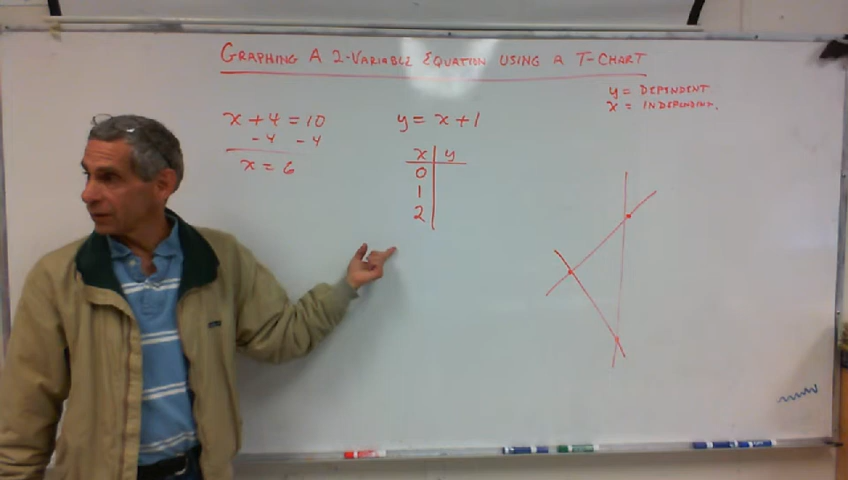 GRAPHING A 2-VARIABLE EQUATION USING A T-CHART
y = DEPENDENT
x = INDEPENDENT.
x + 4 = 10
- 4 - 4
x = 6
y = x + 1
x y
0
1
2